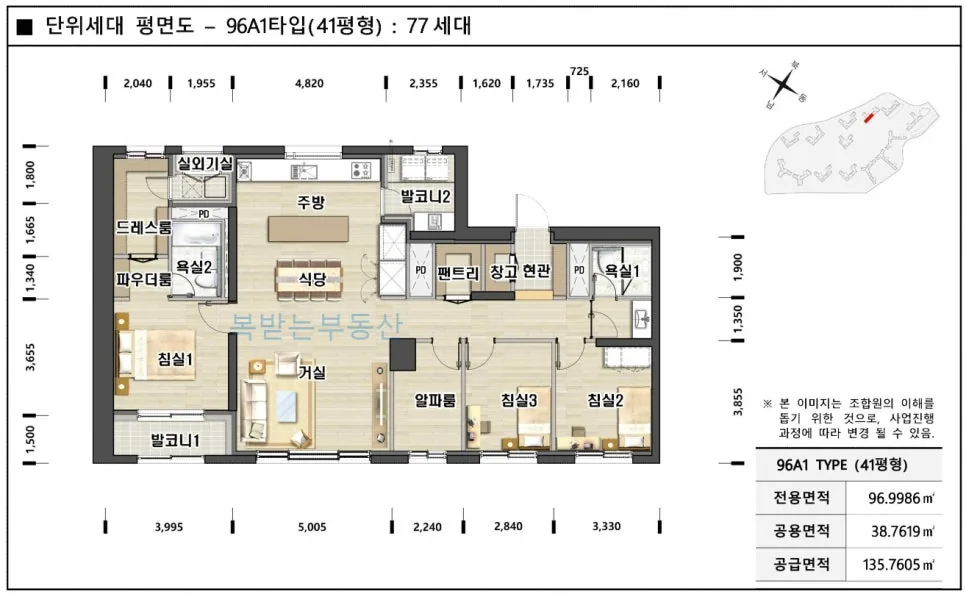 ■ 단위세대 평면도 – 96A1타입(41평형) : 77세대
2,040 1,955 4,820 2,355 1,620 1,735 725 2,160
북
서 동
남
1,800
1,665
1,340
3,655
1,500
실외기실
주방
발코니2
드레스룸
PD
욕실2
파우더룸
식당
PD
팬트리
창고
현관
PD
욕실1
1,900
1,350
3,855
복받는부동산
침실1
거실
알파룸
침실3
침실2
발코니1
3,995 5,005 2,240 2,840 3,330
※ 본 이미지는 조합원의 이해를
돕기 위한 것으로, 사업진행
과정에 따라 변경 될 수 있음.
96A1 TYPE (41평형)
전용면적 96.9986㎡
공용면적 38.7619㎡
공급면적 135.7605㎡